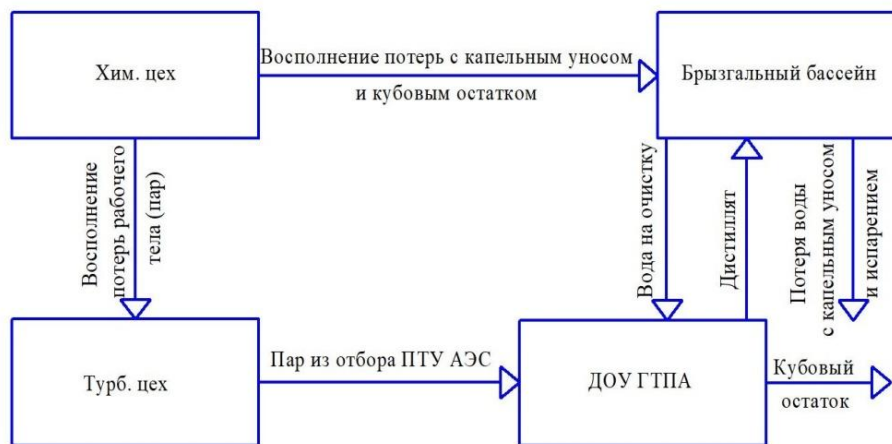 Хим. цех
Восполнение потерь с капельным уносом
и кубовым остатком
Брызгальный бассейн
Восполнение
потерь рабочего
тела (пар)
Вода на очистку
Дистиллят
Потеря воды
с капельным уносом
и испарением
Турб. цех
Пар из отбора ПТУ АЭС
ДОУ ГТПА
Кубовый
остаток